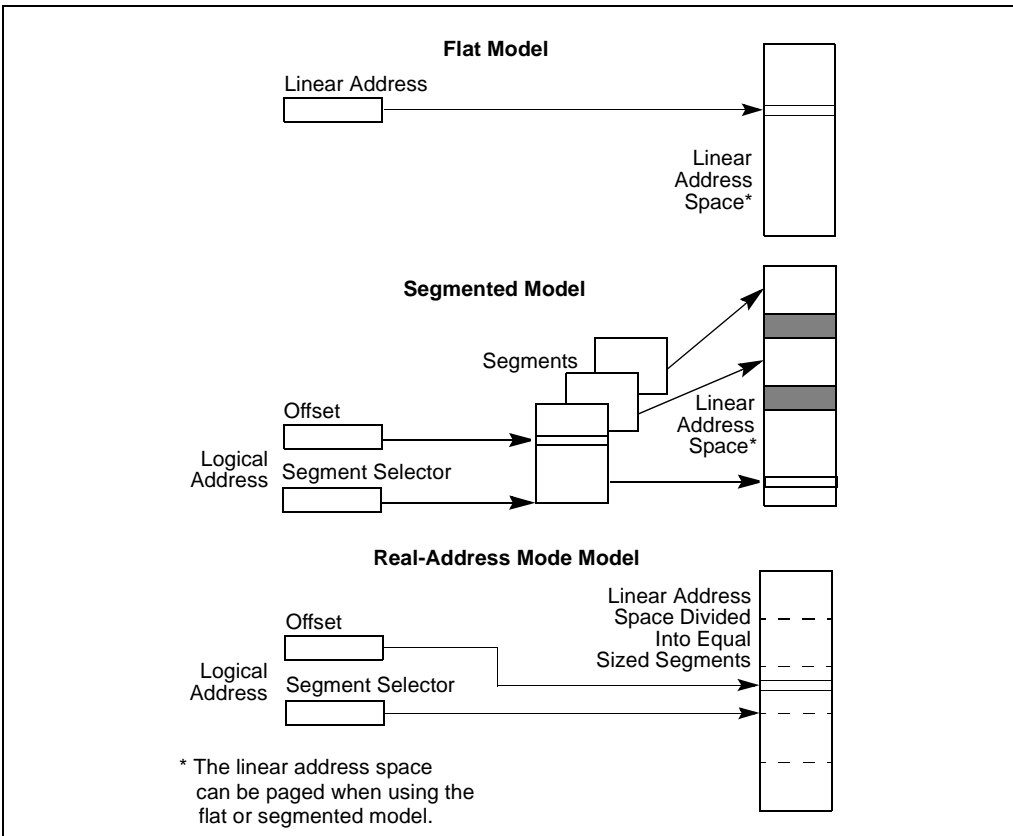 Flat Model
Linear Address
Linear
Address
Space*
Segmented Model
Segments
Offset
Logical
Address
Segment Selector
Linear
Address
Space*
Real-Address Mode Model
Offset
Logical
Address
Segment Selector
Linear Address
Space Divided
Into Equal
Sized Segments
* The linear address space
can be paged when using the
flat or segmented model.